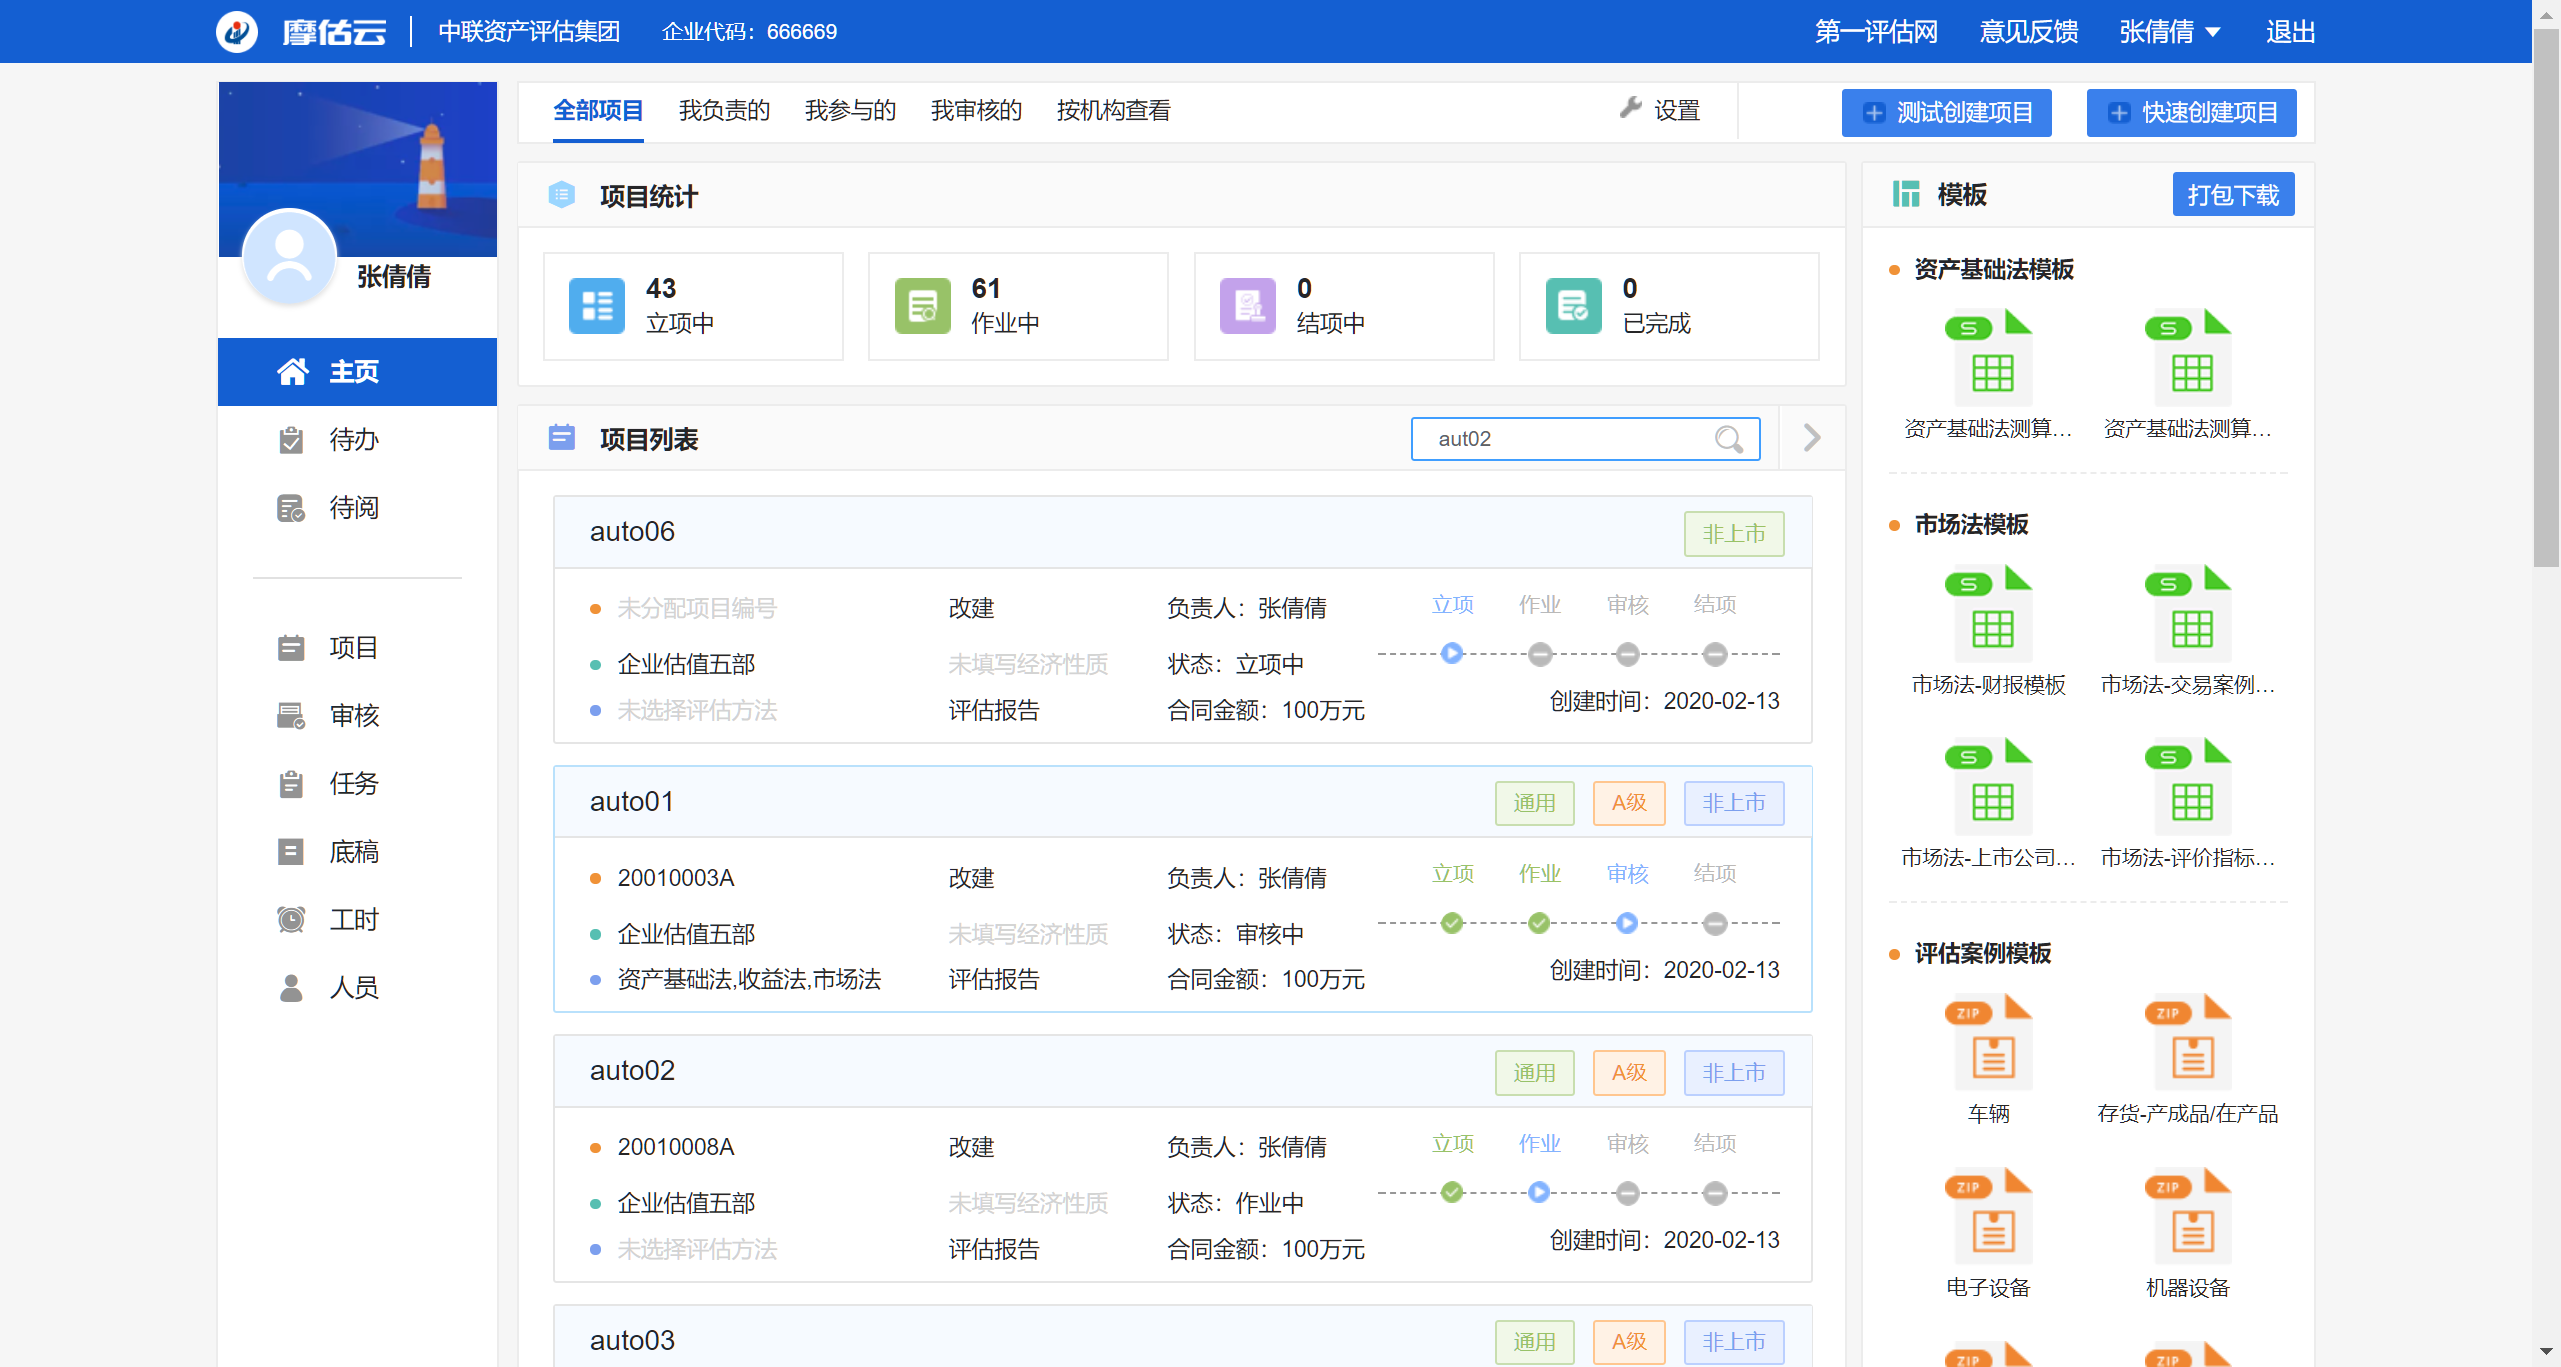 摩估云
中联资产评估集团
企业代码：666669
第一评估网
意见反馈
张倩倩
退出
张倩倩
主页
待办
待阅
项目
审核
任务
底稿
工时
人员
全部项目
我负责的
我参与的
我审核的
按机构查看
设置
测试创建项目
快速创建项目
项目统计
43
立项中
61
作业中
0
结项中
0
已完成
项目列表
aut02
auto06
非上市
未分配项目编号
改建
负责人：张倩倩
立项
作业
审核
结项
企业估值五部
未填写经济性质
状态：立项中
未选择评估方法
评估报告
合同金额：100万元
创建时间：2020-02-13
auto01
通用
A级
非上市
20010003A
改建
负责人：张倩倩
立项
作业
审核
结项
企业估值五部
未填写经济性质
状态：审核中
资产基础法,收益法,市场法
评估报告
合同金额：100万元
创建时间：2020-02-13
auto02
通用
A级
非上市
20010008A
改建
负责人：张倩倩
立项
作业
审核
结项
企业估值五部
未填写经济性质
状态：作业中
未选择评估方法
评估报告
合同金额：100万元
创建时间：2020-02-13
auto03
通用
A级
非上市
模板
打包下载
资产基础法模板
S
S
资产基础法测算...
资产基础法测算...
市场法模板
S
S
市场法-财报模板
市场法-交易案例...
S
S
市场法-上市公司...
市场法-评价指标...
评估案例模板
ZIP
ZIP
车辆
存货-产成品/在产品
ZIP
ZIP
电子设备
机器设备
ZIP
ZIP